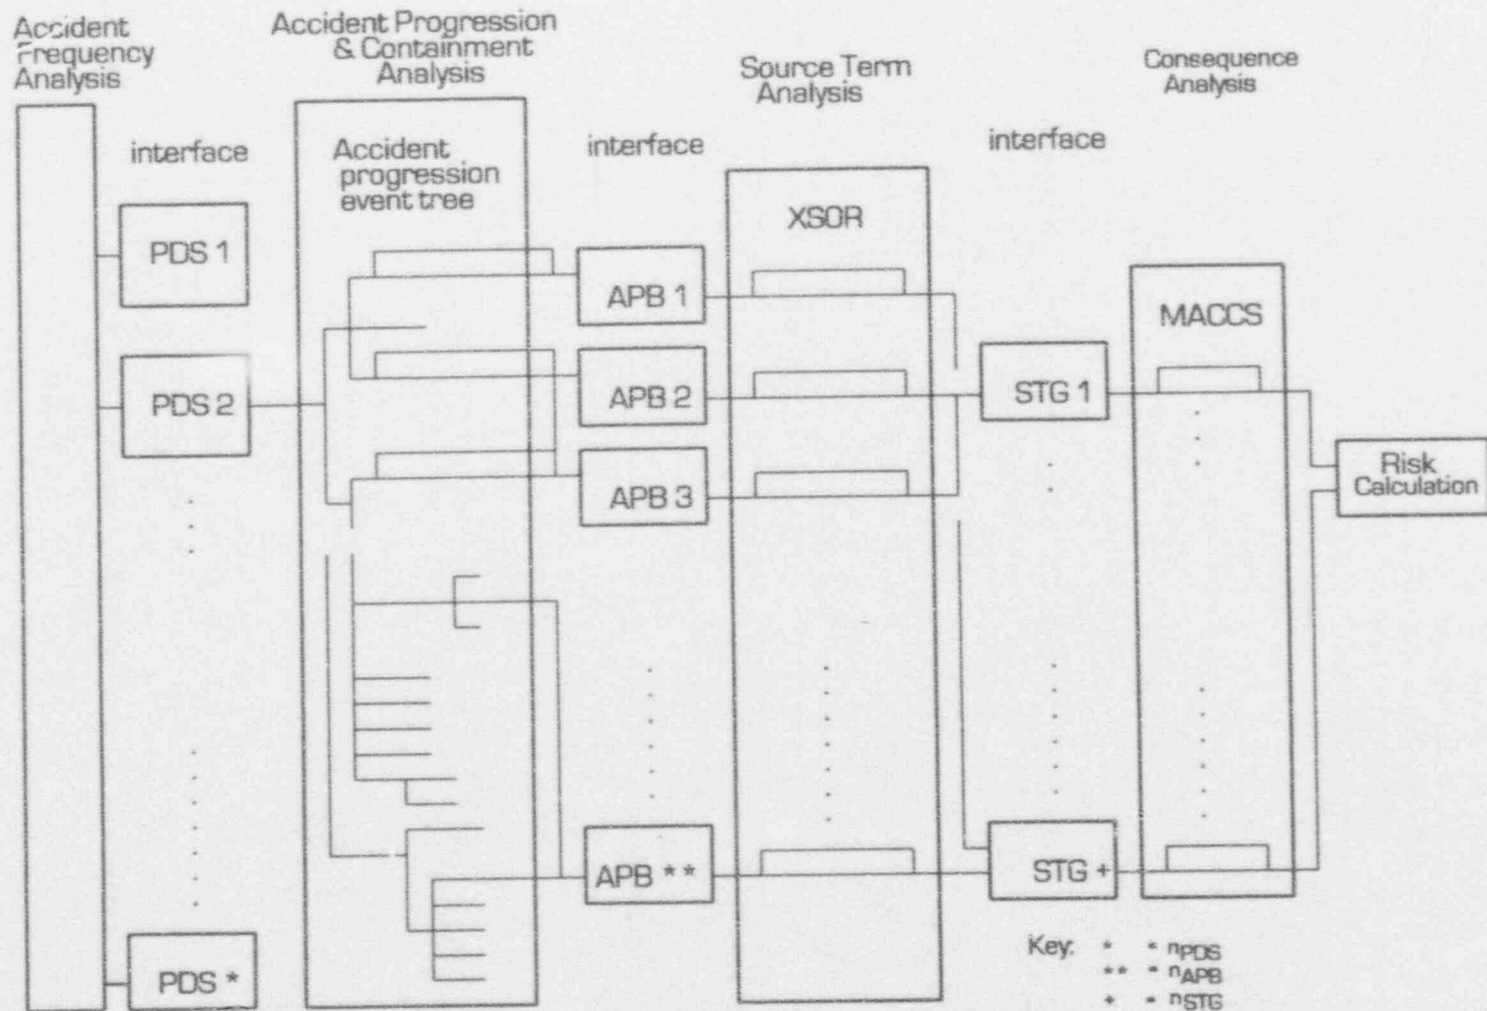 Accident
Frequency
Analysis
Accident Progression
& Containment
Analysis
Source Term
Analysis
Consequence
Analysis
interface
interface
interface
Accident
progression
event tree
XSOR
MACCS
PDS 1
PDS 2
PDS *
APB 1
APB 2
APB 3
APB **
STG 1
STG +
Risk
Calculation
Key: * = nPDS
** = nAPB
+ = nSTG